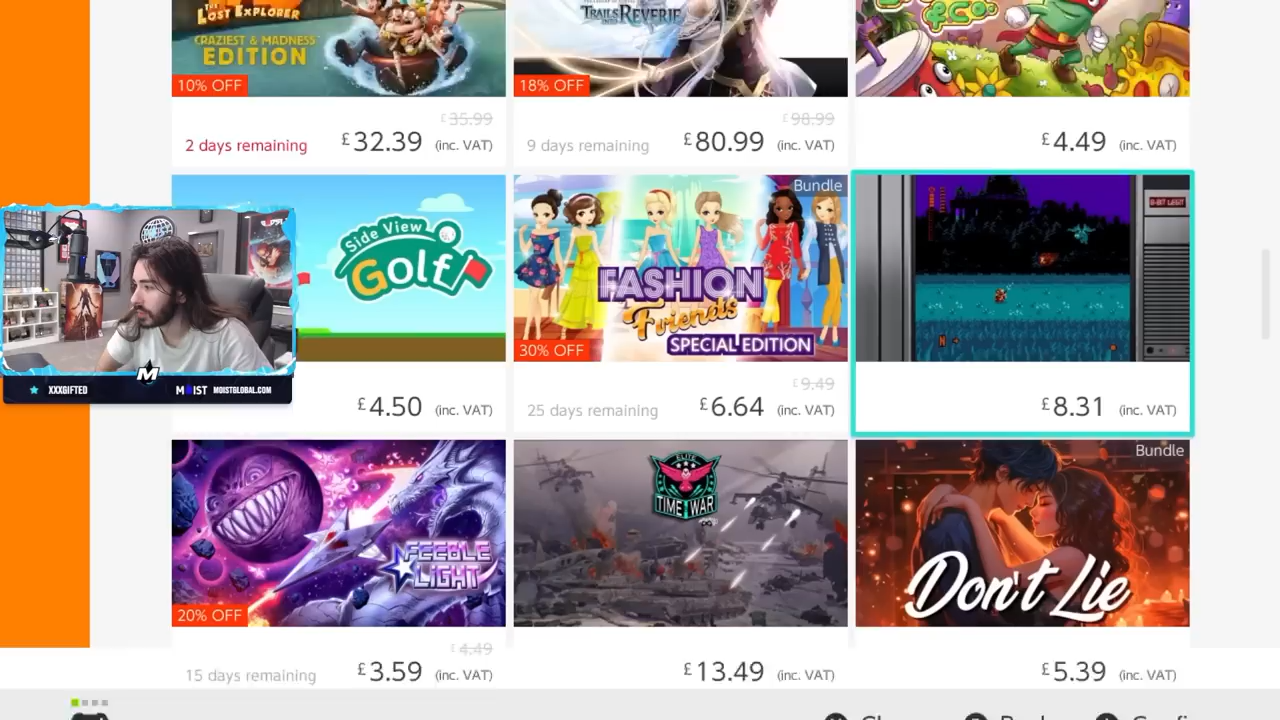 THE
LOST EXPLORER
CRAZIEST & MADNESS
EDITION
10% OFF
£35.99
2 days remaining
£32.39 (inc. VAT)
TRAILS INTO REVERIE
18% OFF
£98.99
9 days remaining
£80.99 (inc. VAT)
& Co.
£4.49 (inc. VAT)
Side View
Golf
£4.50 (inc. VAT)
Bundle
FASHION
Friends
SPECIAL EDITION
30% OFF
£9.49
25 days remaining
£6.64 (inc. VAT)
8-BIT LEGIT
N
£8.31 (inc. VAT)
XXXGIFTED
M
MOIST MOISTGLOBAL.COM
FEEBLE
LIGHT
20% OFF
£4.49
15 days remaining
£3.59 (inc. VAT)
ELITE
TIME WAR
£13.49 (inc. VAT)
Bundle
Don't Lie
£5.39 (inc. VAT)